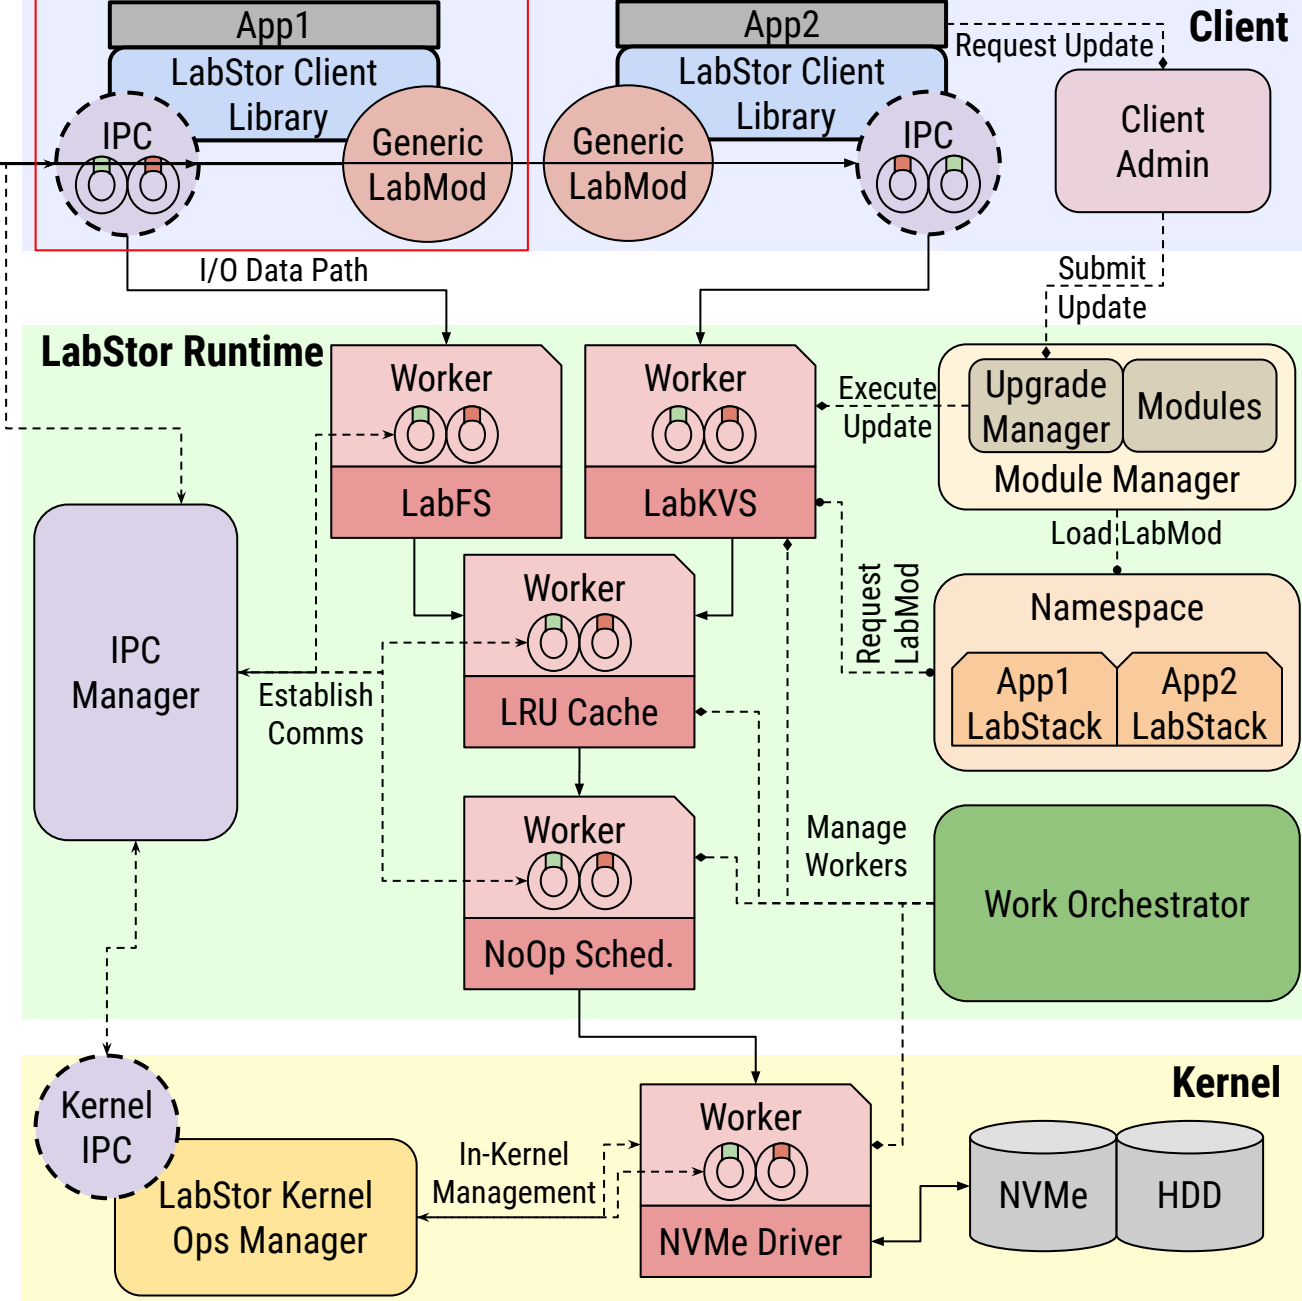 App1
App2
Client
Request Update
LabStor Client
Library
LabStor Client
Library
IPC
Generic
LabMod
Generic
LabMod
IPC
Client
Admin
I/O Data Path
Submit
Update
LabStor Runtime
Worker
LabFS
Worker
LabKVS
Execute
Update
Upgrade
Manager
Modules
Module Manager
Load LabMod
Request
LabMod
Namespace
App1
LabStack
App2
LabStack
IPC
Manager
Establish
Comms
Worker
LRU Cache
Worker
NoOp Sched.
Manage
Workers
Work Orchestrator
Kernel
Kernel
IPC
LabStor Kernel
Ops Manager
In-Kernel
Management
Worker
NVMe Driver
NVMe
HDD